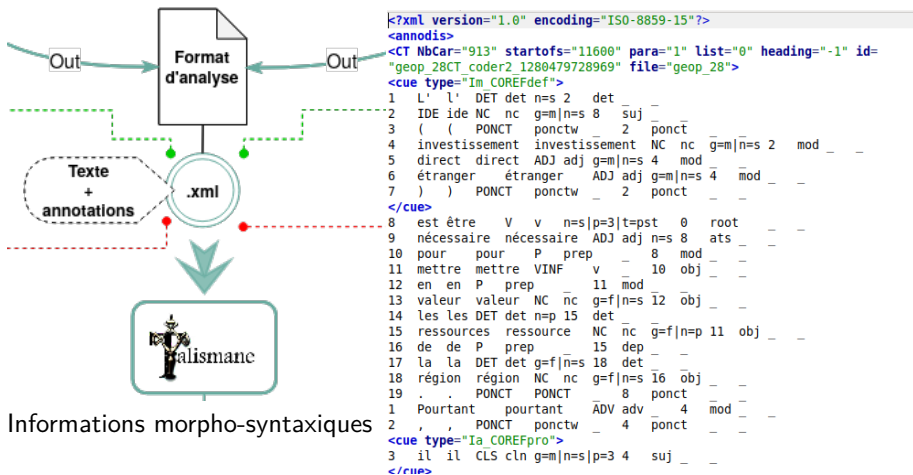 Out
Format
d'analyse
Out
Texte
+
annotations
.xml
alismane
Informations morpho-syntaxiques
<?xml version="1.0" encoding="ISO-8859-15"?>
<annodis>
<CT NbCar="913" startofs="11600" para="1" list="0" heading="-1" id=
"geop_28CT_coder2_1280479728969" file="geop_28">
<cue type="Im_COREFdef">
1 L' l' DET det n=s 2 det _ _
2 IDE ide NC nc g=m|n=s 8 suj _ _
3 ( ( PONCT ponctw _ 2 ponct _ _
4 investissement investissement NC nc g=m|n=s 2 mod _ _
5 direct direct ADJ adj g=m|n=s 4 mod _ _
6 étranger étranger ADJ adj g=m|n=s 4 mod _ _
7 ) ) PONCT ponctw _ 2 ponct _ _
</cue>
8 est être V v n=s|p=3|t=pst 0 root _ _
9 nécessaire nécessaire ADJ adj n=s 8 ats _ _
10 pour pour P prep _ 8 mod _ _
11 mettre mettre VINF v _ 10 obj _ _
12 en en P prep _ 11 mod _ _
13 valeur valeur NC nc g=f|n=s 12 obj _ _
14 les les DET det n=p 15 det _ _
15 ressources ressource NC nc g=f|n=p 11 obj _ _
16 de de P prep _ 15 dep _ _
17 la la DET det g=f|n=s 18 det _ _
18 région région NC nc g=f|n=s 16 obj _ _
19 . . PONCT PONCT _ 8 ponct _ _
1 Pourtant pourtant ADV adv _ 4 mod _ _
2 , , PONCT ponctw _ 4 ponct _ _
<cue type="Ia_COREFpro">
3 il il CLS cln g=m|n=s|p=3 4 suj _ _
</cue>